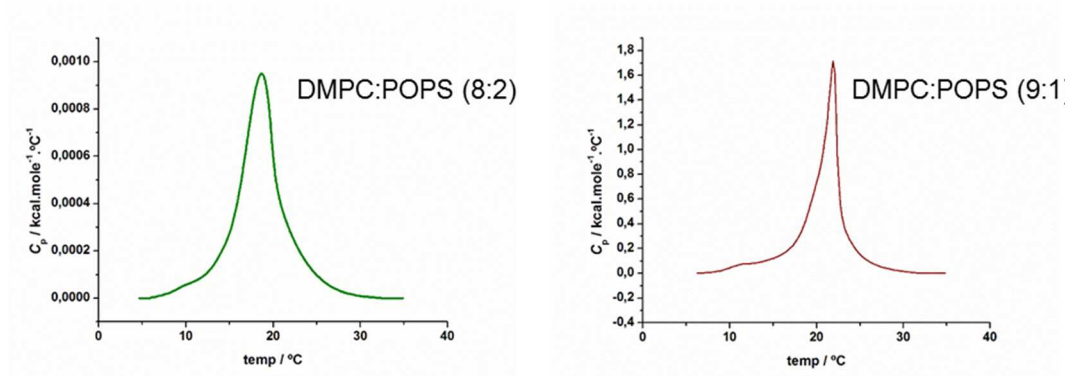 DMPC:POPS (8:2)
0,0010
0,0008
0,0006
0,0004
0,0002
0,0000
Cp / kcal.mole⁻¹.ºC⁻¹
0 10 20 30 40
temp / ºC
DMPC:POPS (9:1)
1,8
1,6
1,4
1,2
1,0
0,8
0,6
0,4
0,2
0,0
-0,2
-0,4
Cp / kcal.mole⁻¹.ºC⁻¹
0 10 20 30 40
temp / ºC